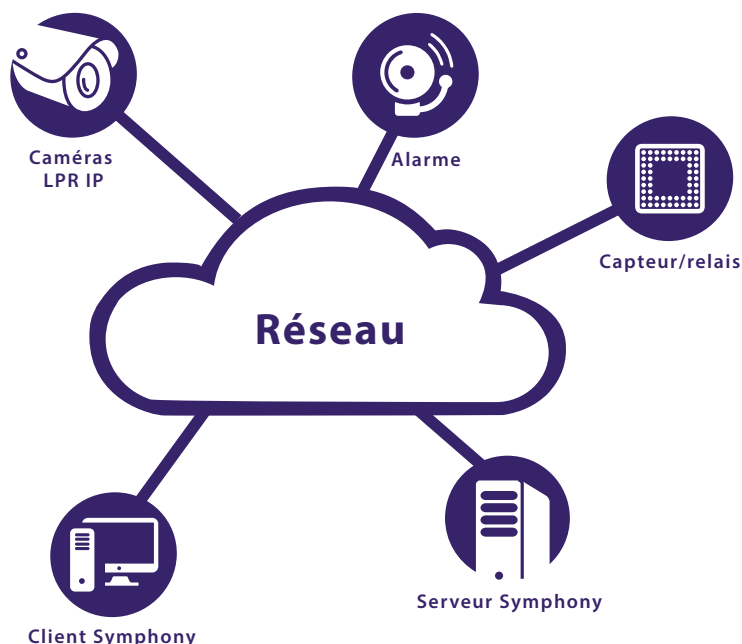 Caméras
LPR IP
Alarme
Capteur/relais
Réseau
Serveur Symphony
Client Symphony